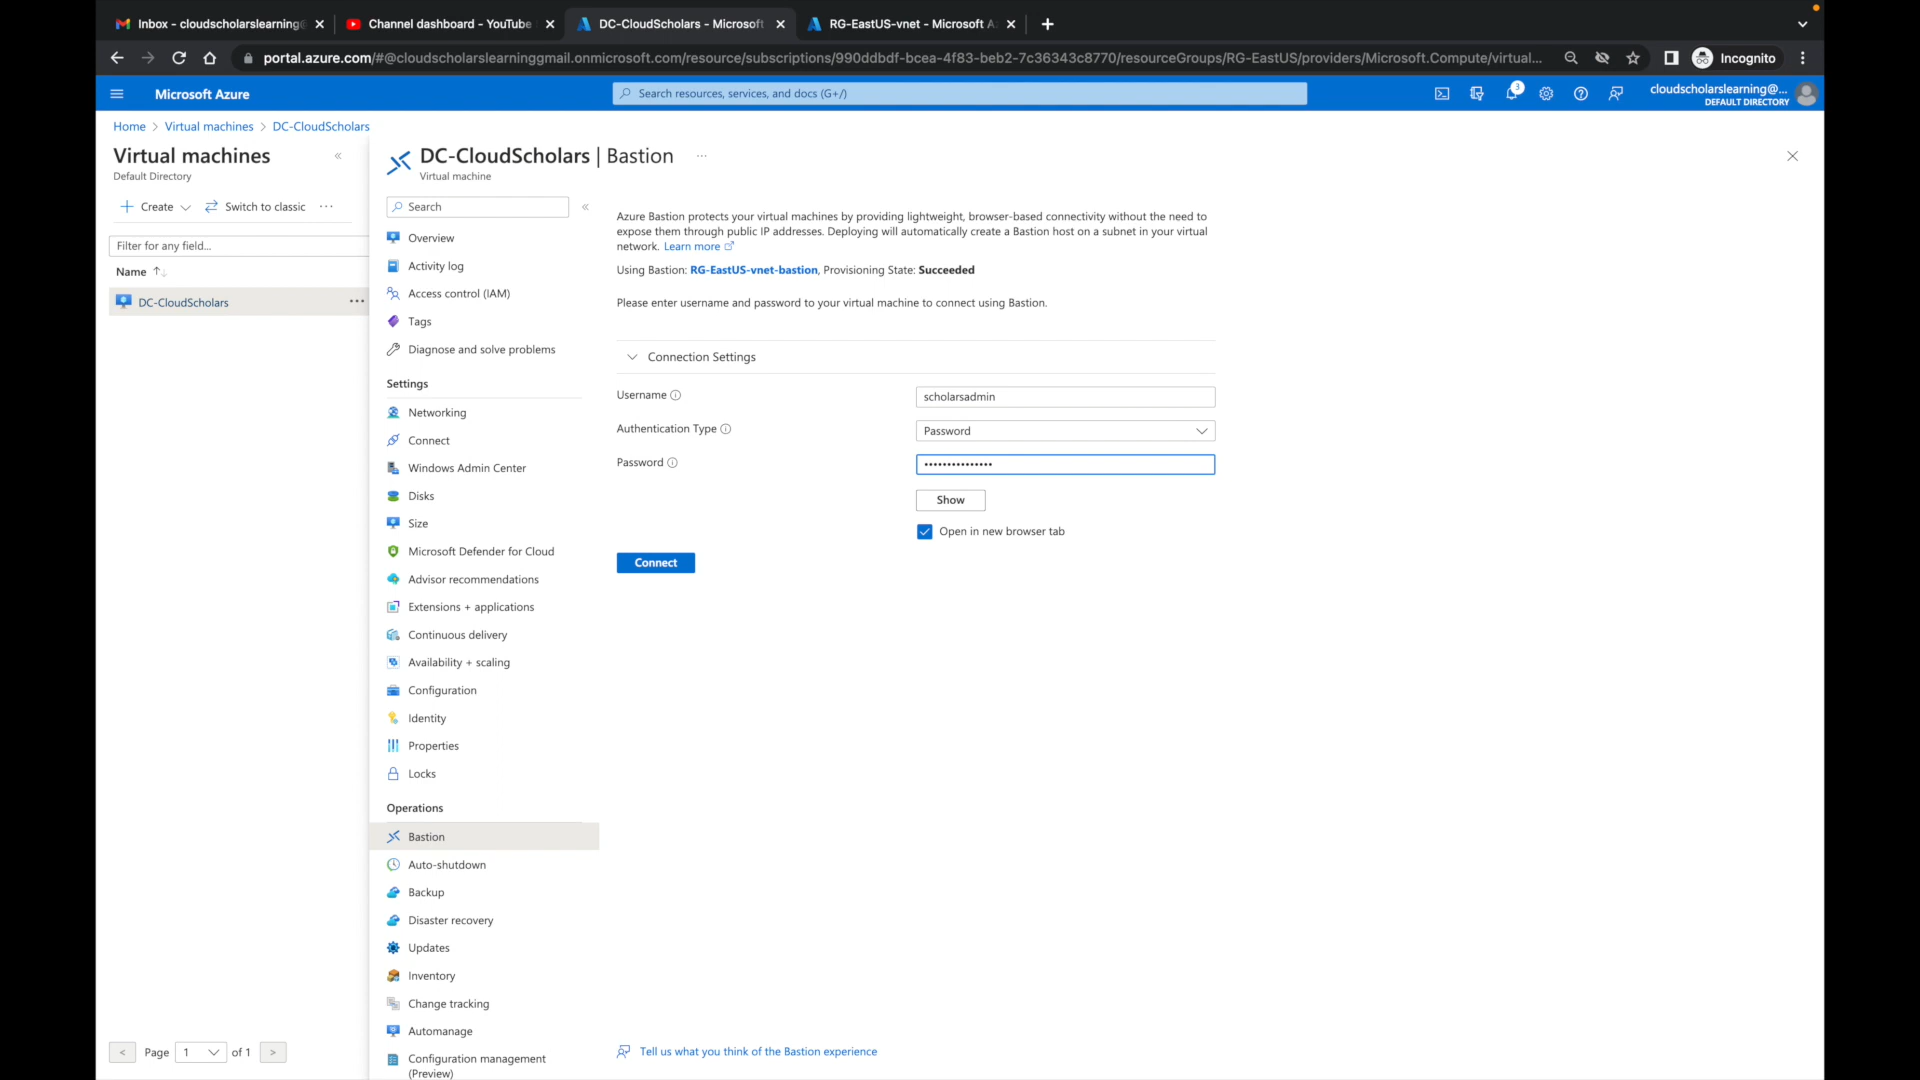 Inbox - cloudscholarslearning@
Channel dashboard - YouTube
DC-CloudScholars - Microsoft
RG-EastUS-vnet - Microsoft A
portal.azure.com/#@cloudscholarslearninggmail.onmicrosoft.com/resource/subscriptions/990ddbdf-bcea-4f83-beb2-7c36343c8770/resourceGroups/RG-EastUS/providers/Microsoft.Compute/virtual...
Incognito
Microsoft Azure
Search resources, services, and docs (G+/)
3
cloudscholarslearning@...
DEFAULT DIRECTORY
Home > Virtual machines > DC-CloudScholars
Virtual machines
Default Directory
Create
Switch to classic
Filter for any field...
Name
DC-CloudScholars
Page 1 of 1
DC-CloudScholars | Bastion
Virtual machine
Search
Overview
Activity log
Access control (IAM)
Tags
Diagnose and solve problems
Settings
Networking
Connect
Windows Admin Center
Disks
Size
Microsoft Defender for Cloud
Advisor recommendations
Extensions + applications
Continuous delivery
Availability + scaling
Configuration
Identity
Properties
Locks
Operations
Bastion
Auto-shutdown
Backup
Disaster recovery
Updates
Inventory
Change tracking
Automanage
Configuration management
(Preview)
Azure Bastion protects your virtual machines by providing lightweight, browser-based connectivity without the need to
expose them through public IP addresses. Deploying will automatically create a Bastion host on a subnet in your virtual
network. Learn more
Using Bastion: RG-EastUS-vnet-bastion, Provisioning State: Succeeded
Please enter username and password to your virtual machine to connect using Bastion.
Connection Settings
Username
scholarsadmin
Authentication Type
Password
Password
•••••••••••••••
Show
Open in new browser tab
Connect
Tell us what you think of the Bastion experience